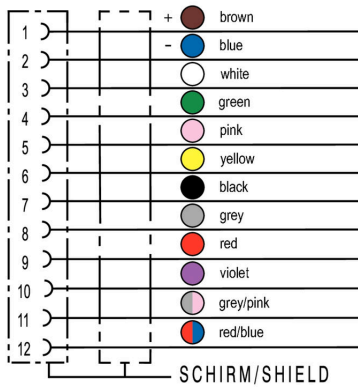 + brown
1
- blue
2
white
3
green
4
pink
5
yellow
6
black
7
grey
8
red
9
violet
10
grey/pink
11
red/blue
12
SCHIRM/SHIELD